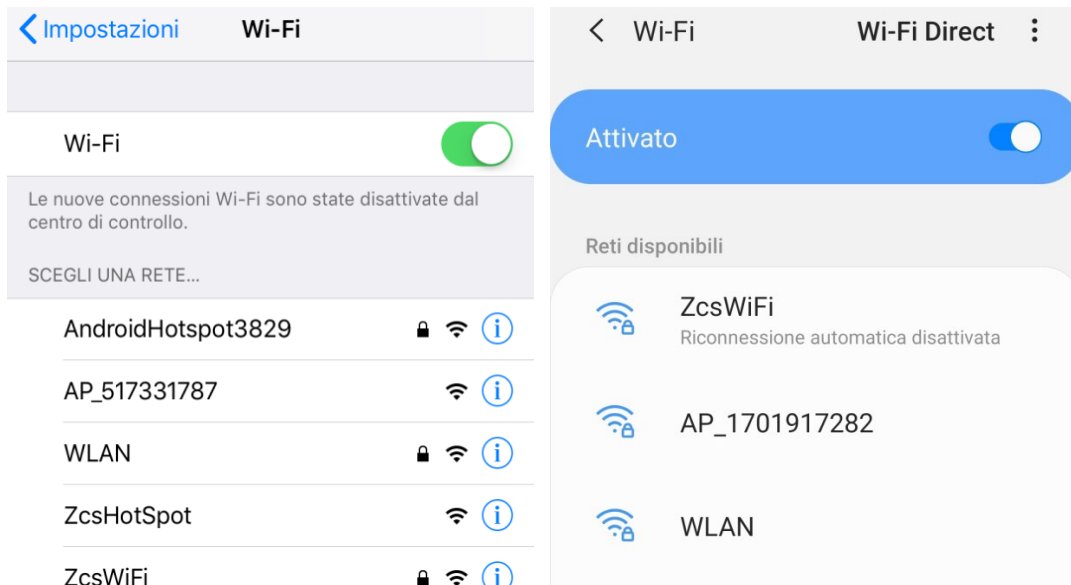 Impostazioni Wi-Fi
Wi-Fi
Le nuove connessioni Wi-Fi sono state disattivate dal
centro di controllo.
SCEGLI UNA RETE...
AndroidHotspot3829
AP_517331787
WLAN
ZcsHotSpot
ZcsWiFi
Wi-Fi Wi-Fi Direct
Attivato
Reti disponibili
ZcsWiFi
Riconnessione automatica disattivata
AP_1701917282
WLAN